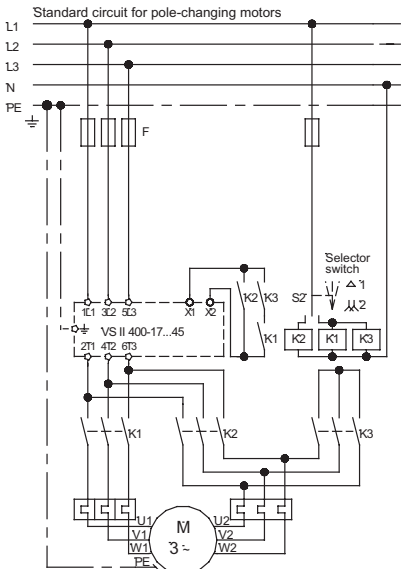 Standard circuit for pole-changing motors
L1
L2
L3
N
PE
F
Selector
switch
S2
1
2
X1 X2
K2 K3
K1
1L1 3L2 5L3
VS II 400-17...45
2T1 4T2 6T3
K2 K1 K3
K1 K2 K3
U1 M U2
V1 V2
3 ~
W1 W2
PE